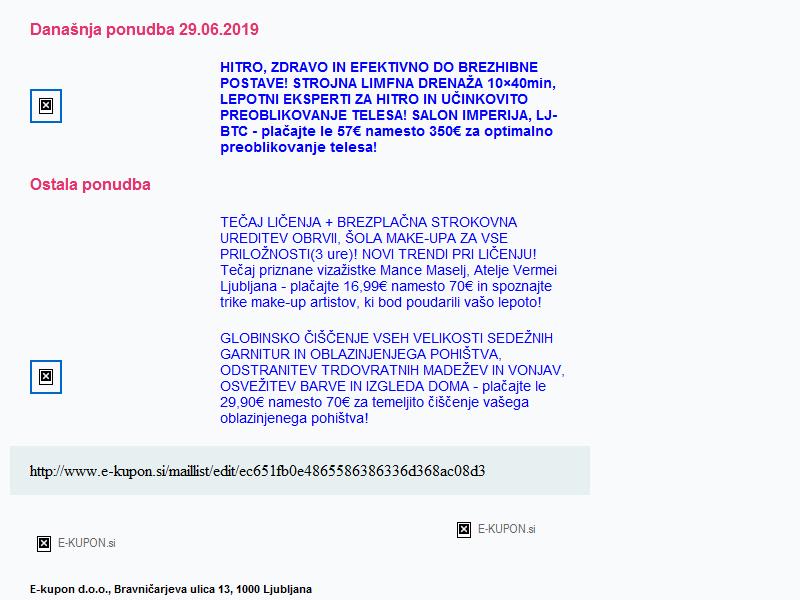 Današnja ponudba 29.06.2019
HITRO, ZDRAVO IN EFEKTIVNO DO BREZHIBNE
POSTAVE! STROJNA LIMFNA DRENAŽA 10×40min,
LEPOTNI EKSPERTI ZA HITRO IN UČINKOVITO
PREOBLIKOVANJE TELESA! SALON IMPERIJA, LJ-
BTC - plačajte le 57€ namesto 350€ za optimalno
preoblikovanje telesa!
Ostala ponudba
TEČAJ LIČENJA + BREZPLAČNA STROKOVNA
UREDITEV OBRVII, ŠOLA MAKE-UPA ZA VSE
PRILOŽNOSTI(3 ure)! NOVI TRENDI PRI LIČENJU!
Tečaj priznane vizažistke Mance Maselj, Atelje Vermei
Ljubljana - plačajte 16,99€ namesto 70€ in spoznajte
trike make-up artistov, ki bod poudarili vašo lepoto!
GLOBINSKO ČIŠČENJE VSEH VELIKOSTI SEDEŽNIH
GARNITUR IN OBLAZINJENJEGA POHIŠTVA,
ODSTRANITEV TRDOVRATNIH MADEŽEV IN VONJAV,
OSVEŽITEV BARVE IN IZGLEDA DOMA - plačajte le
29,90€ namesto 70€ za temeljito čiščenje vašega
oblazinjenega pohištva!
http://www.e-kupon.si/maillist/edit/ec651fb0e4865586386336d368ac08d3
E-KUPON.si
E-KUPON.si
E-kupon d.o.o., Bravničarjeva ulica 13, 1000 Ljubljana